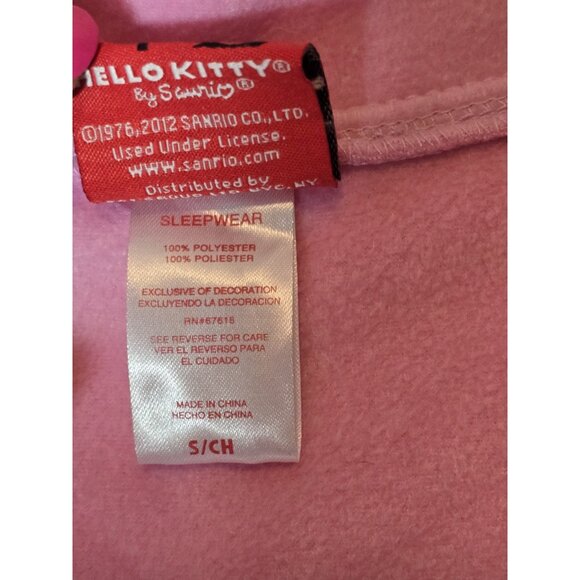 HELLO KITTY®
By Sanrio®
©1976, 2012 SANRIO CO., LTD.
Used Under License.
www.sanrio.com
Distributed by
NY
SLEEPWEAR
100% POLYESTER
100% POLIESTER
EXCLUSIVE OF DECORATION
EXCLUYENDO LA DECORACION
RN#67615
SEE REVERSE FOR CARE
VER EL REVERSO PARA
EL CUIDADO
MADE IN CHINA
HECHO EN CHINA
S/CH